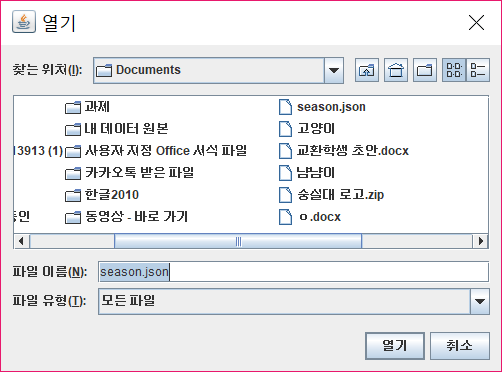 열기
찾는 위치(I): Documents
과제 season.json
내 데이터 원본 고양이
13913 (1) 사용자 지정 Office 서식 파일 교환학생 초안.docx
카카오톡 받은 파일 냠냠이
한글2010 숭실대 로고.zip
인 동영상 - 바로 가기 ㅇ.docx
파일 이름(N): season.json
파일 유형(T): 모든 파일
열기 취소